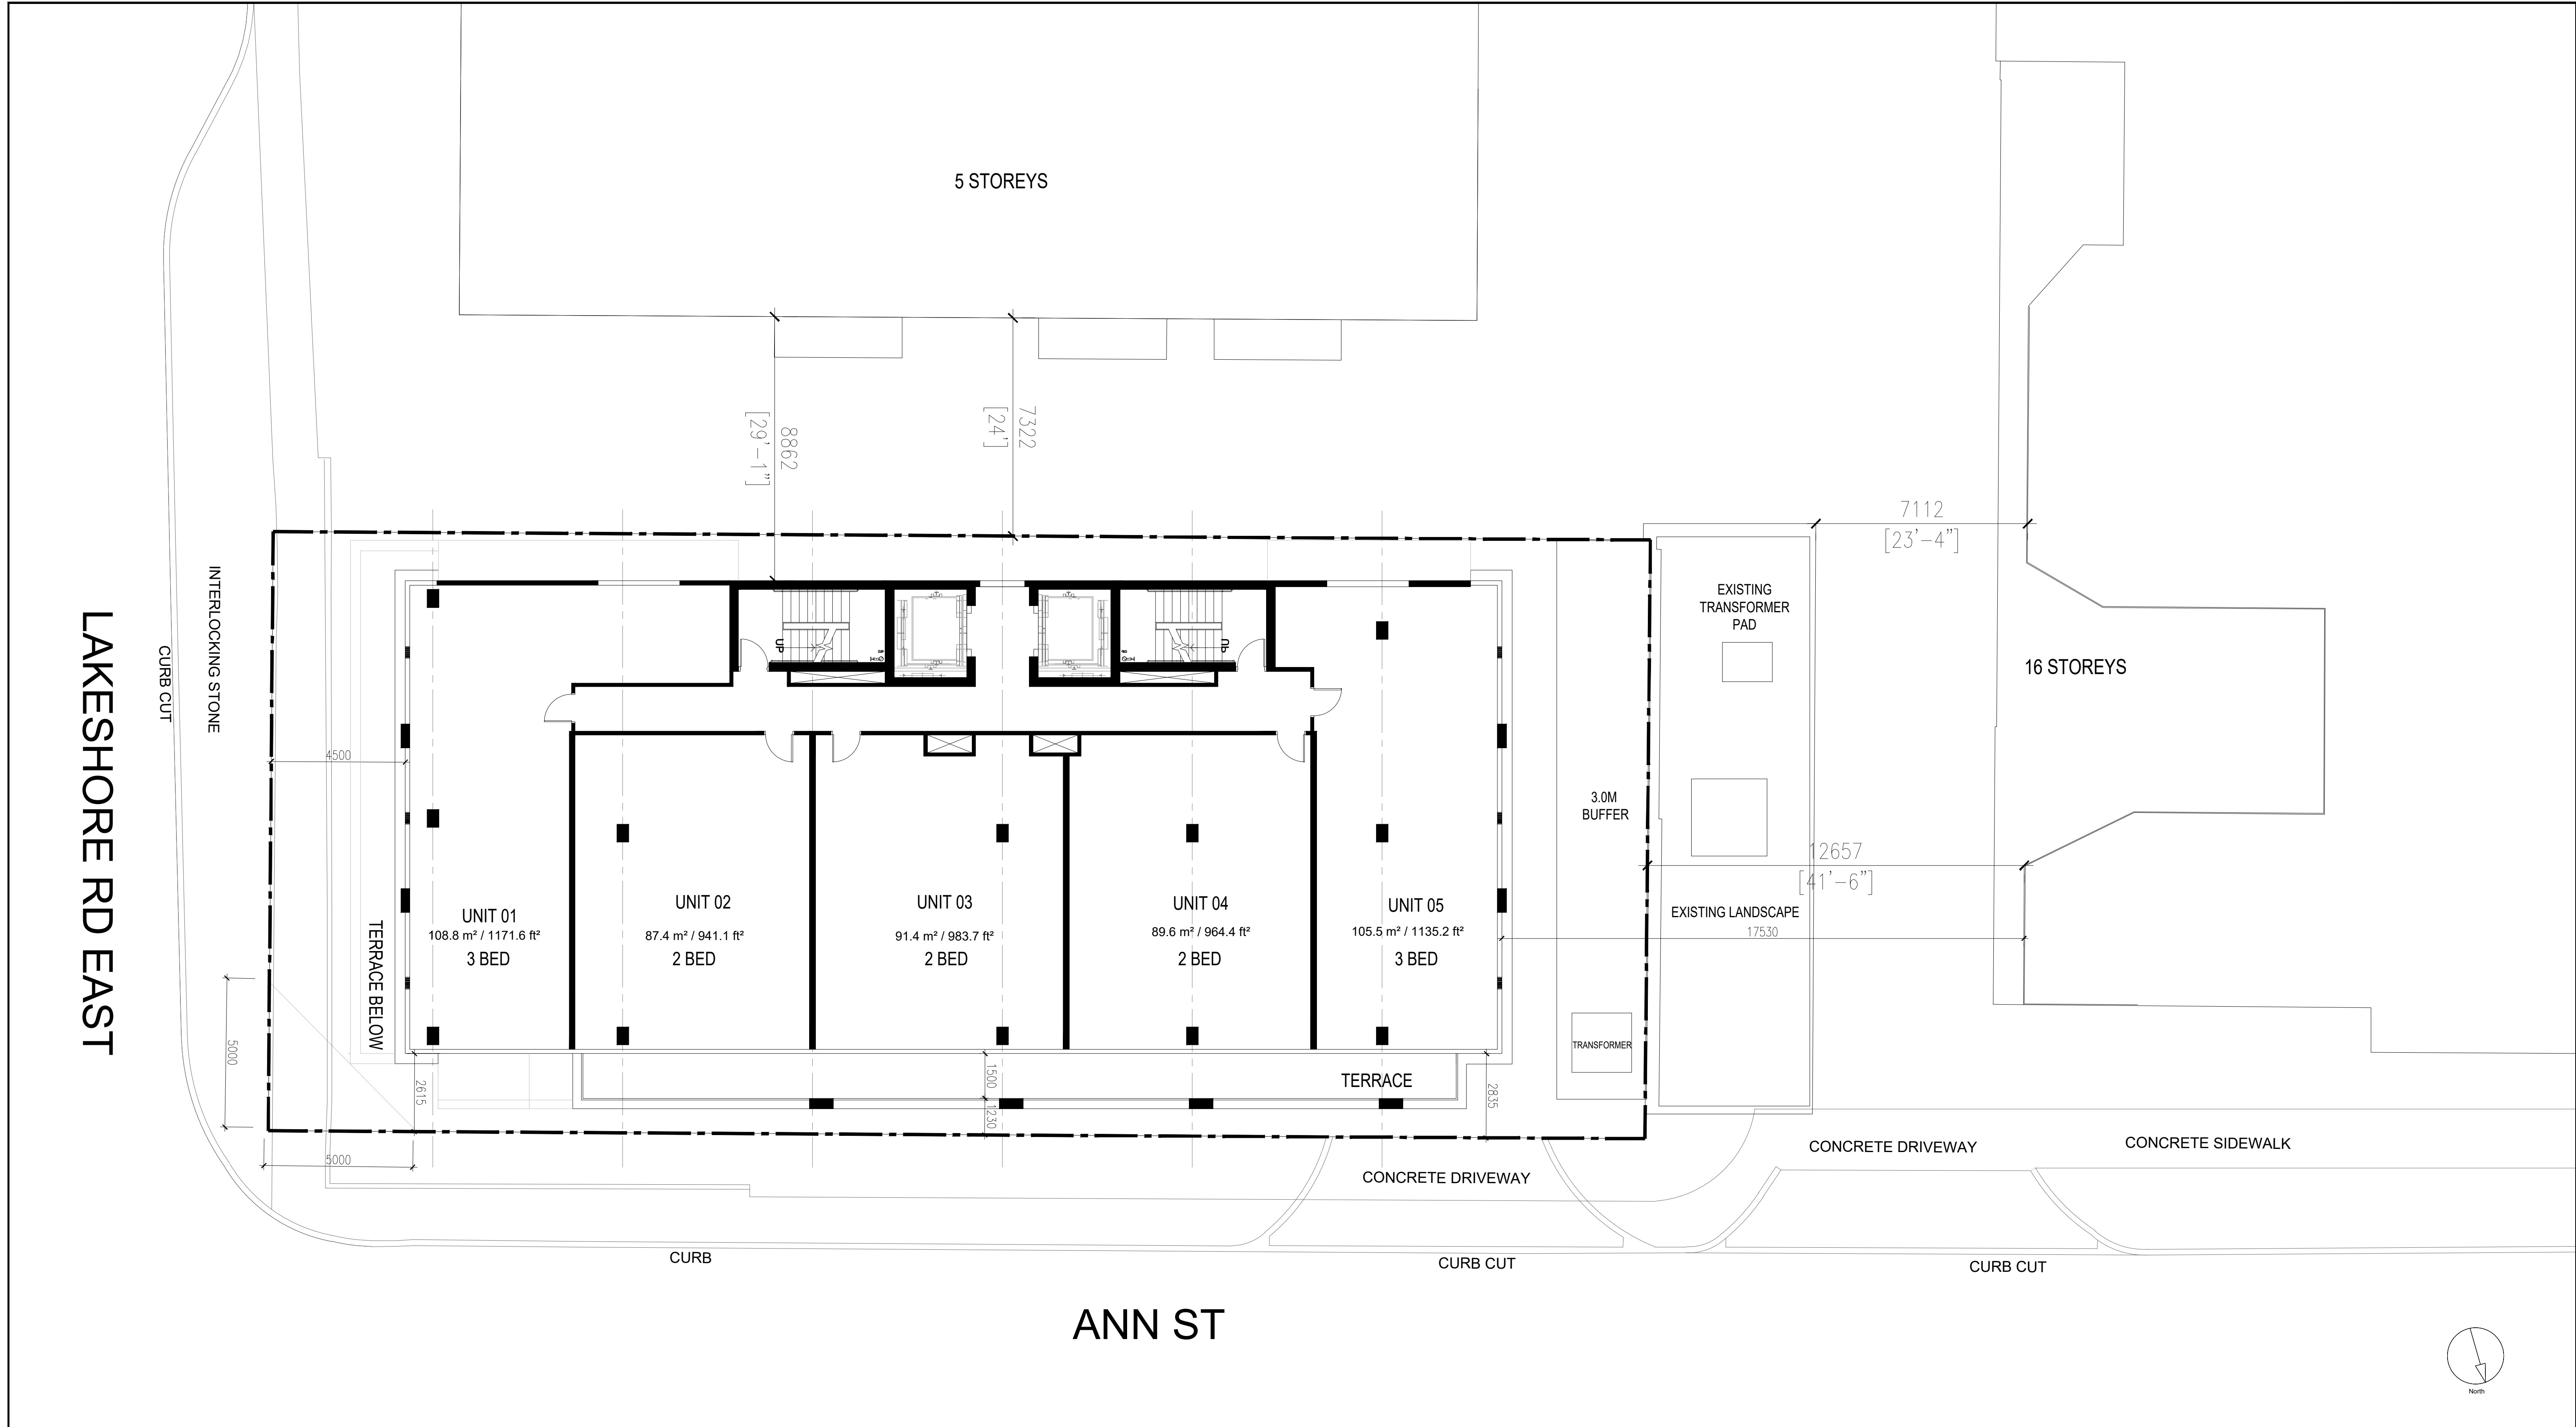 5 STOREYS
8862
[29'-1"]
7322
[24']
7112
[23'-4"]
INTERLOCKING STONE
CURB CUT
LAKESHORE RD EAST
4500
UP
UP
EXISTING
TRANSFORMER
PAD
16 STOREYS
3.0M
BUFFER
12657
[41'-6"]
EXISTING LANDSCAPE
17530
UNIT 01
108.8 m² / 1171.6 ft²
3 BED
UNIT 02
87.4 m² / 941.1 ft²
2 BED
UNIT 03
91.4 m² / 983.7 ft²
2 BED
UNIT 04
89.6 m² / 964.4 ft²
2 BED
UNIT 05
105.5 m² / 1135.2 ft²
3 BED
TERRACE BELOW
5000
2615
1500
1230
TERRACE
2835
TRANSFORMER
5000
CONCRETE DRIVEWAY
CONCRETE DRIVEWAY
CONCRETE SIDEWALK
CURB
CURB CUT
CURB CUT
ANN ST
North